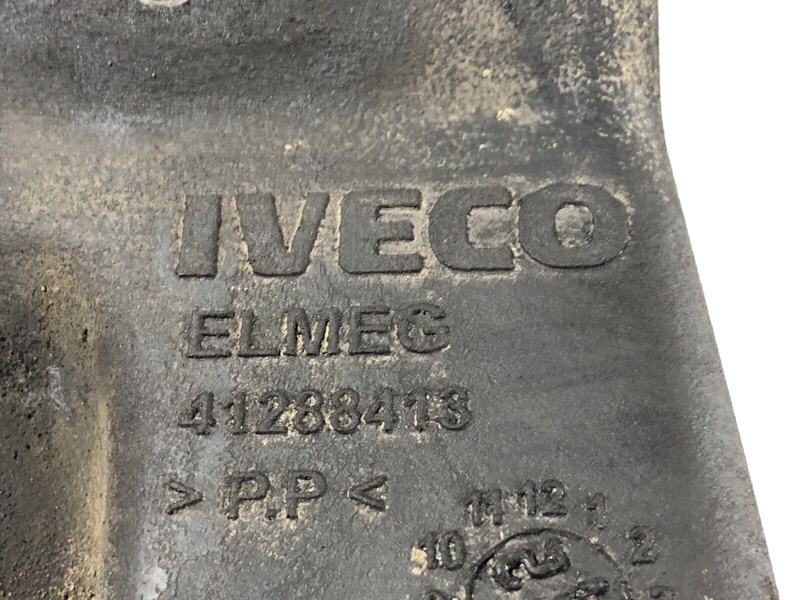 IVECO
ELMEG
41288413
> P.P <
10 11 12 1 2